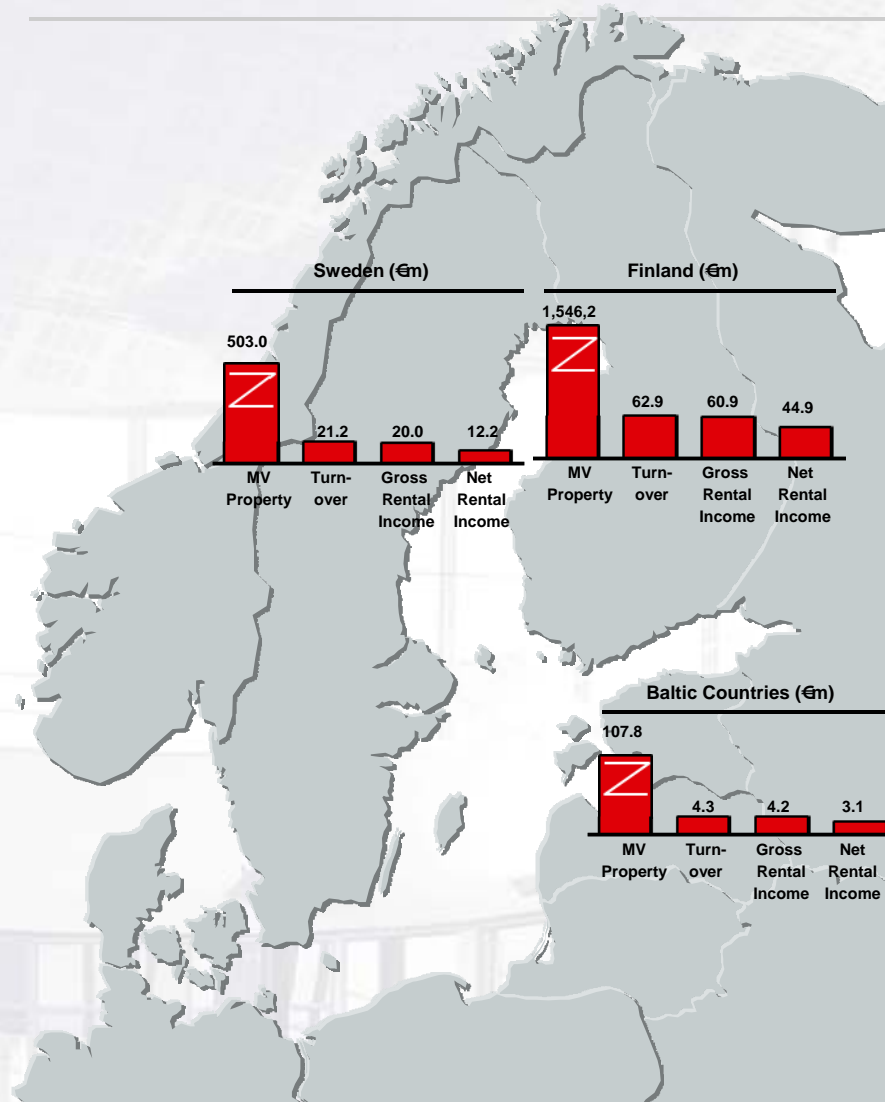 Sweden (€m)
503.0
21.2
20.0
12.2
MV
Property
Turn-
over
Gross
Rental
Income
Net
Rental
Income
Finland (€m)
1,546,2
62.9
60.9
44.9
MV
Property
Turn-
over
Gross
Rental
Income
Net
Rental
Income
Baltic Countries (€m)
107.8
4.3
4.2
3.1
MV
Property
Turn-
over
Gross
Rental
Income
Net
Rental
Income